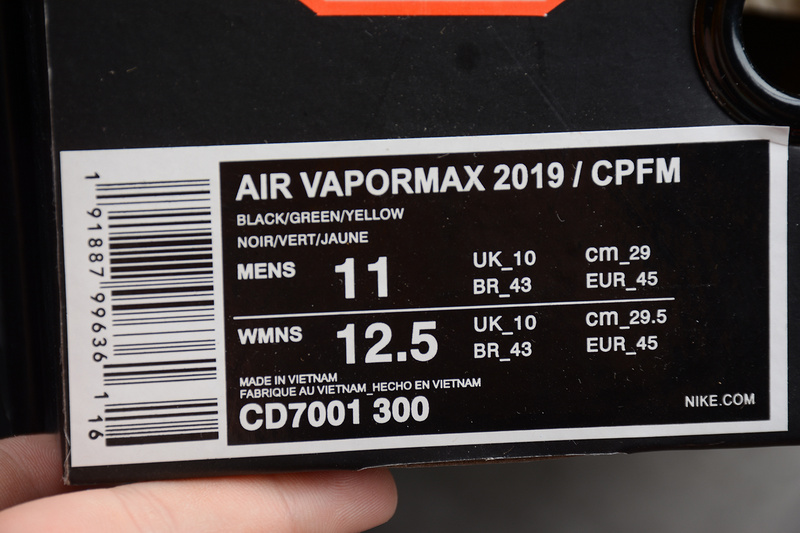 AIR VAPORMAX 2019 / CPFM
BLACK/GREEN/YELLOW
NOIR/VERT/JAUNE
MENS 11 UK_10 cm_29
BR_43 EUR_45
WMNS 12.5 UK_10 cm_29.5
BR_43 EUR_45
MADE IN VIETNAM
FABRIQUE AU VIETNAM_HECHO EN VIETNAM
CD7001 300
NIKE.COM
1 91887 99636 1 16